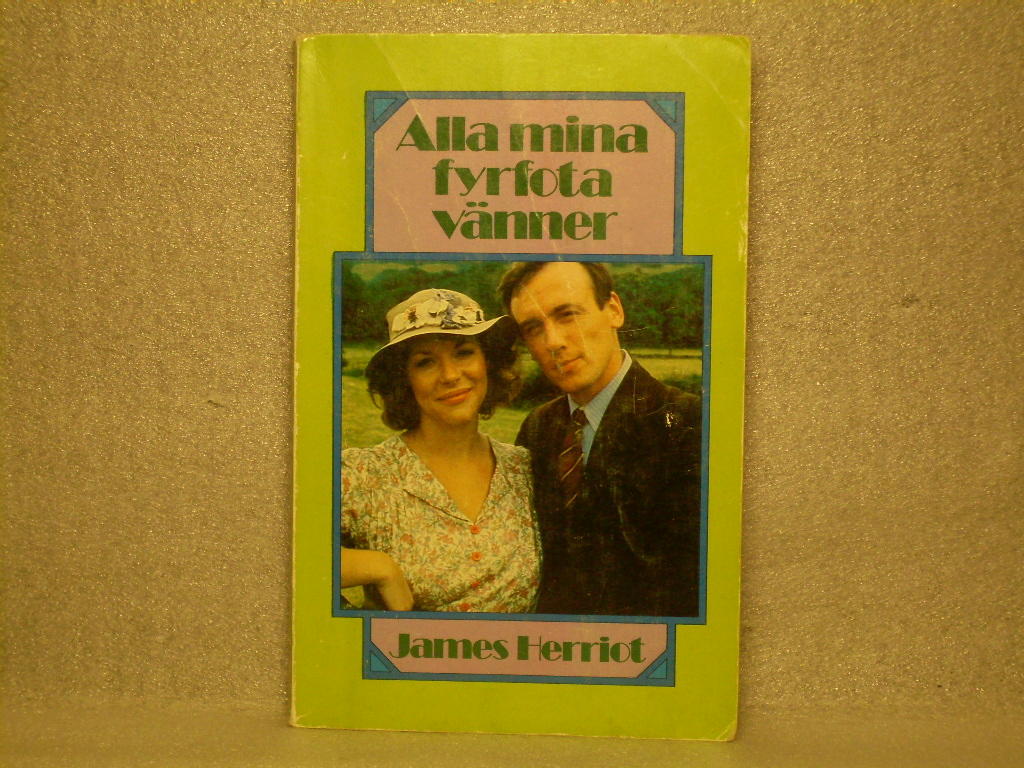 Alla mina
fyrfota
vänner
James Herriot